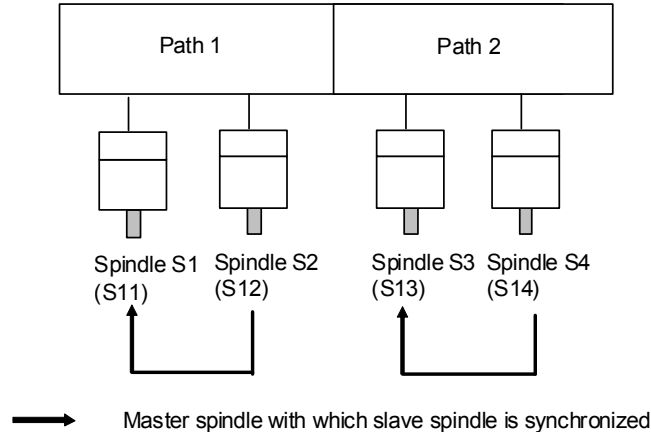 Path 1
Path 2
Spindle S1
(S11)
Spindle S2
(S12)
Spindle S3
(S13)
Spindle S4
(S14)
Master spindle with which slave spindle is synchronized